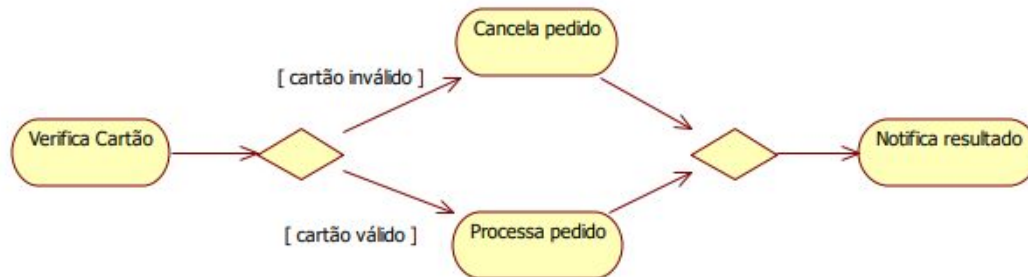 Verifica Cartão
[ cartão inválido ]
Cancela pedido
[ cartão válido ]
Processa pedido
Notifica resultado